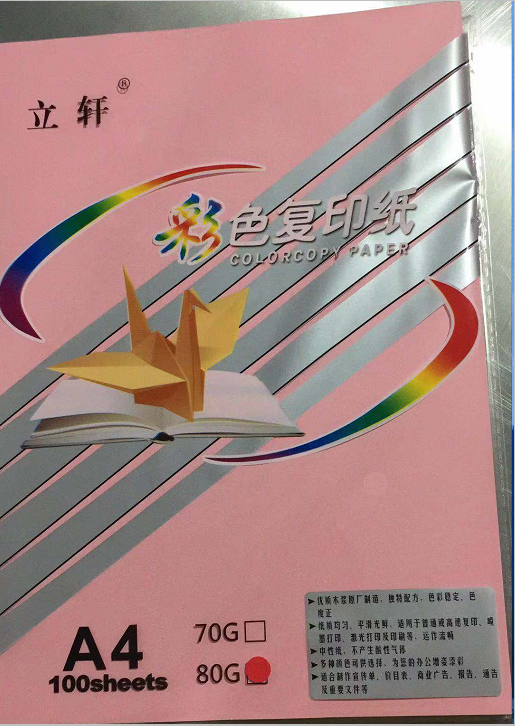 立轩®
彩色复印纸
COLORCOPY PAPER
70G
80G
A4
100sheets
➤优质木浆原厂制造，独特配方，色彩稳定、色
度正
➤纸质均匀、平滑光鲜，适用于普通或高速复印、喷
墨打印、激光打印及印刷等，运作流畅
➤中性纸，不产生酸性气体
➤多种颜色可供选择，为您的办公增姿添彩
➤适合制作宣传单、价目表、商业广告、报告、通告
及重要文件等